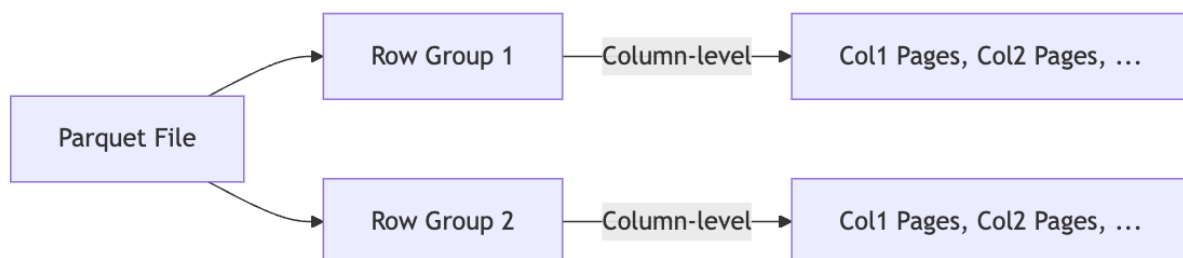 Row Group 1
Column-level
Col1 Pages, Col2 Pages, ...
Parquet File
Row Group 2
Column-level
Col1 Pages, Col2 Pages, ...